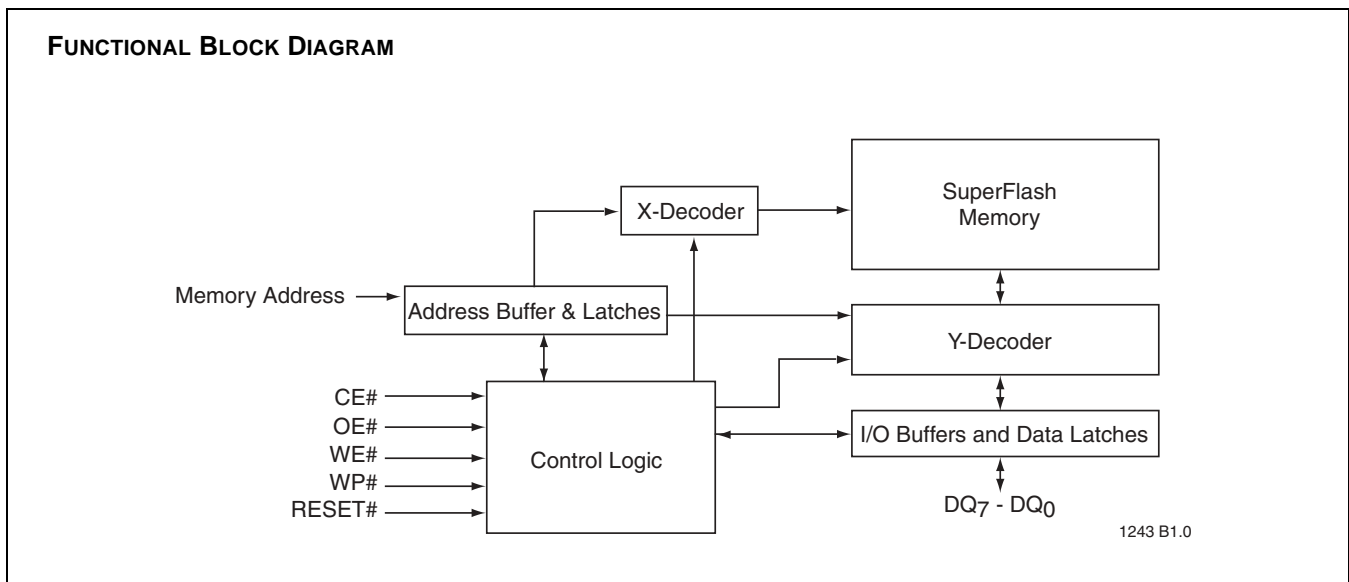 FUNCTIONAL BLOCK DIAGRAM
SuperFlash
Memory
X-Decoder
Memory Address
Address Buffer & Latches
Y-Decoder
CE#
OE#
WE#
WP#
RESET#
Control Logic
I/O Buffers and Data Latches
DQ7 - DQ0
1243 B1.0